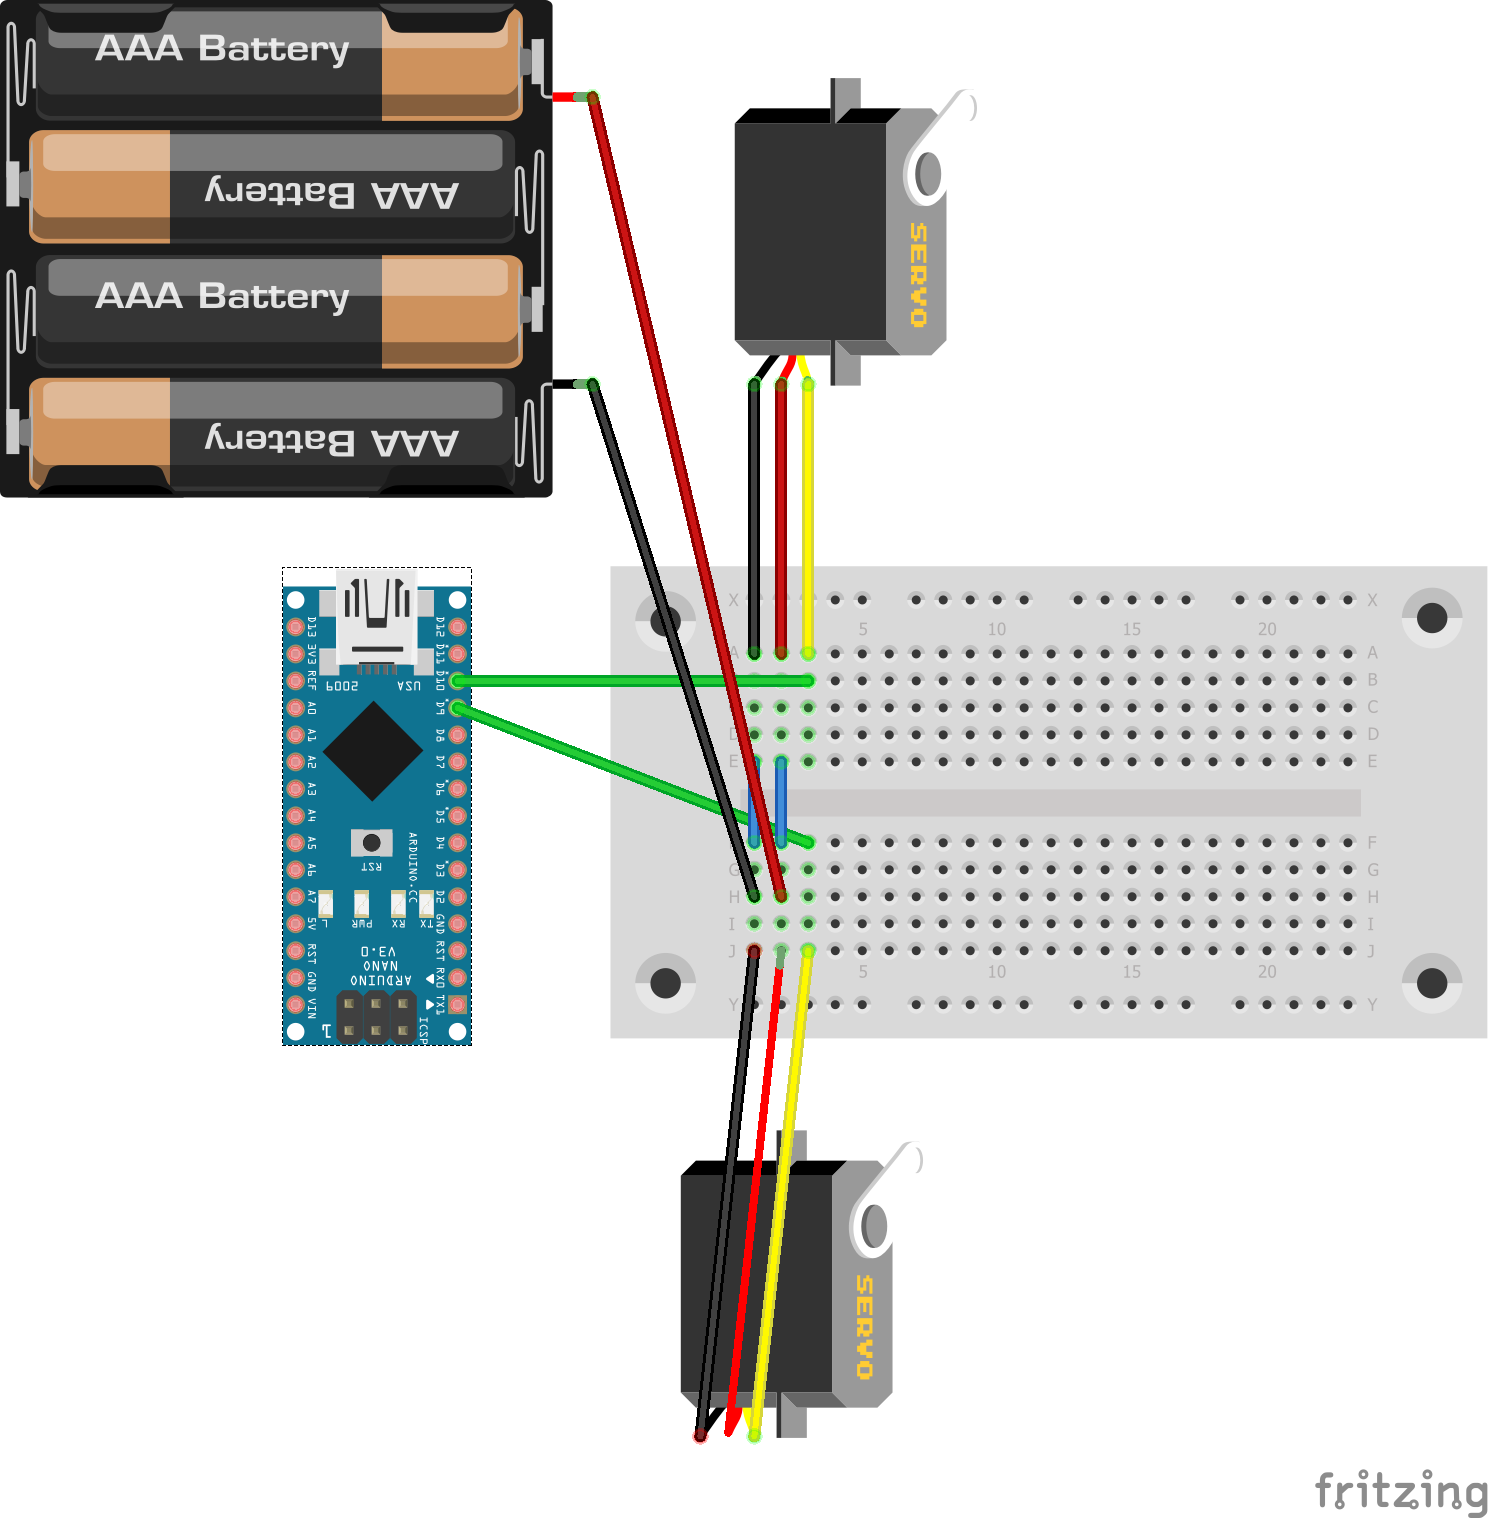 AAA Battery
AAA Battery
AAA Battery
AAA Battery
SERVO
D13
3V3
REF
A0
A1
A2
A3
A4
A5
A6
A7
5V
RST
GND
VIN
D12
D11
D10
D9
D8
D7
D6
D5
D4
D3
D2
GND
RST
RX0
TX1
USA
2009
RST
ARDUINO.CC
L
PWR
RX
TX
ARDUINO
NANO
V3.0
1
ICSP
X X
5 10 15 20
A A
B B
C C
D D
E E
F F
G G
H H
I I
J J
5 10 15 20
Y Y
SERVO
fritzing